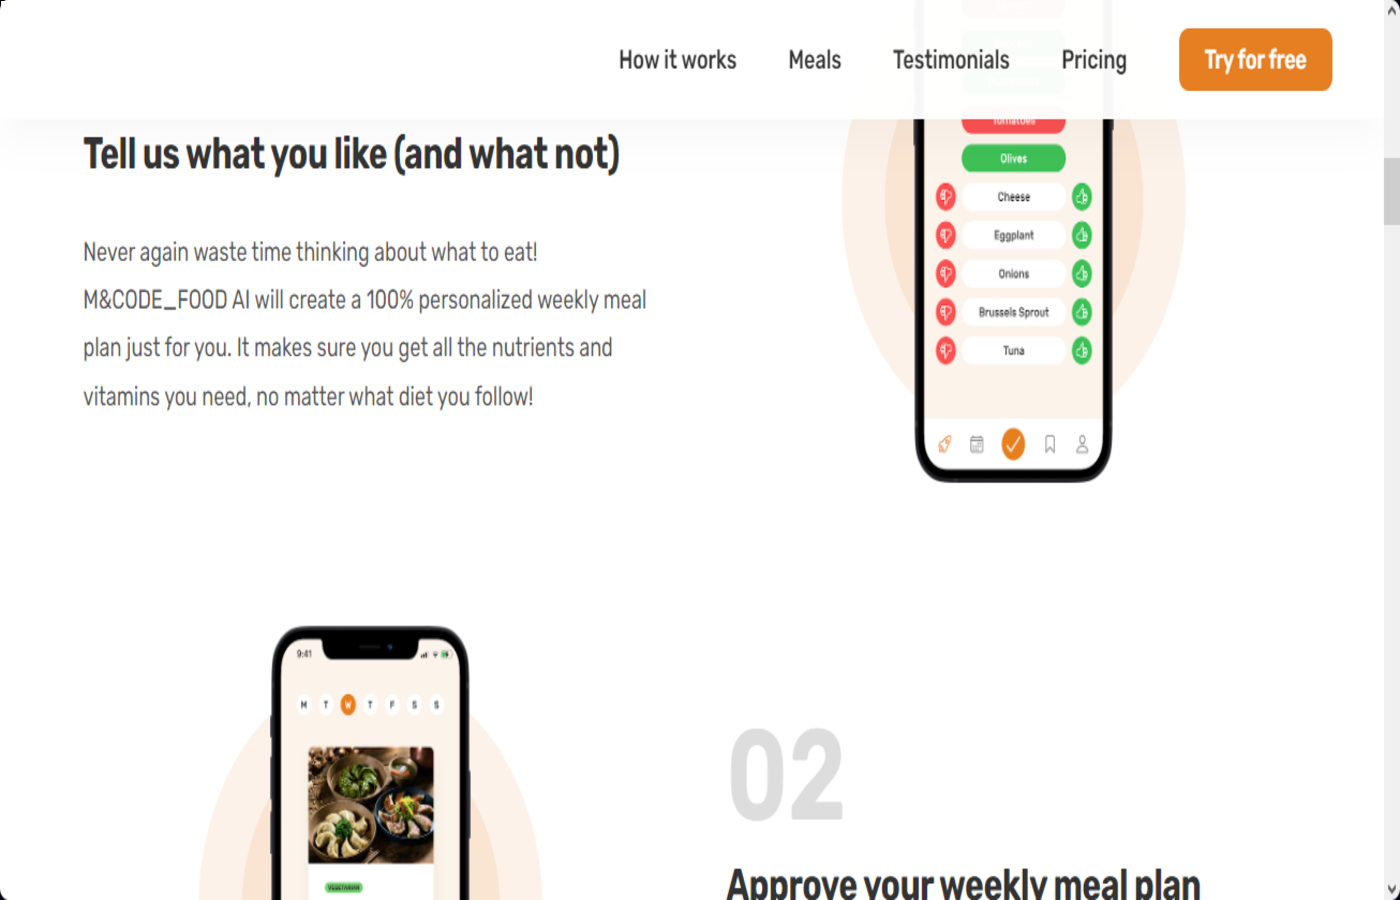 How it works
Meals
Testimonials
Pricing
Try for free
Tell us what you like (and what not)
Never again waste time thinking about what to eat!
M&CODE_FOOD AI will create a 100% personalized weekly meal
plan just for you. It makes sure you get all the nutrients and
vitamins you need, no matter what diet you follow!
Tomatoes
Olives
Cheese
Eggplant
Onions
Brussels Sprout
Tuna
9:41
M T W T F S S
VEGETARIAN
02
Approve your weekly meal plan